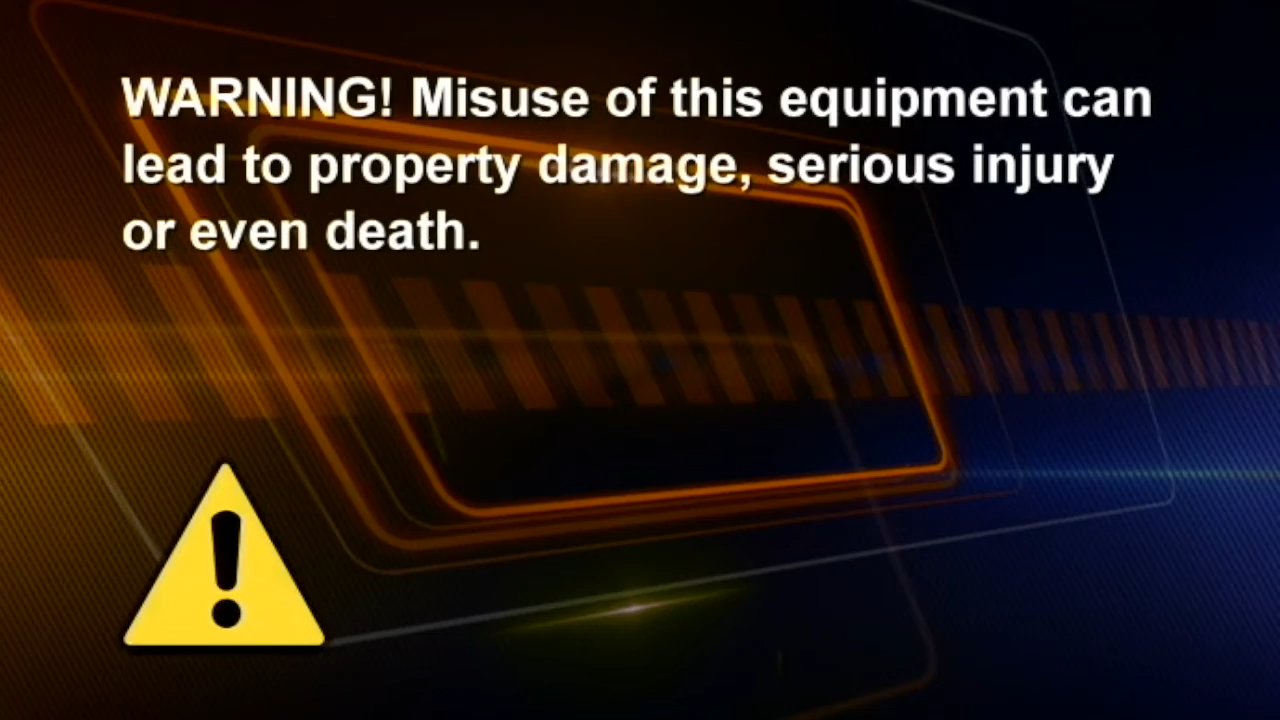 WARNING! Misuse of this equipment can
lead to property damage, serious injury
or even death.